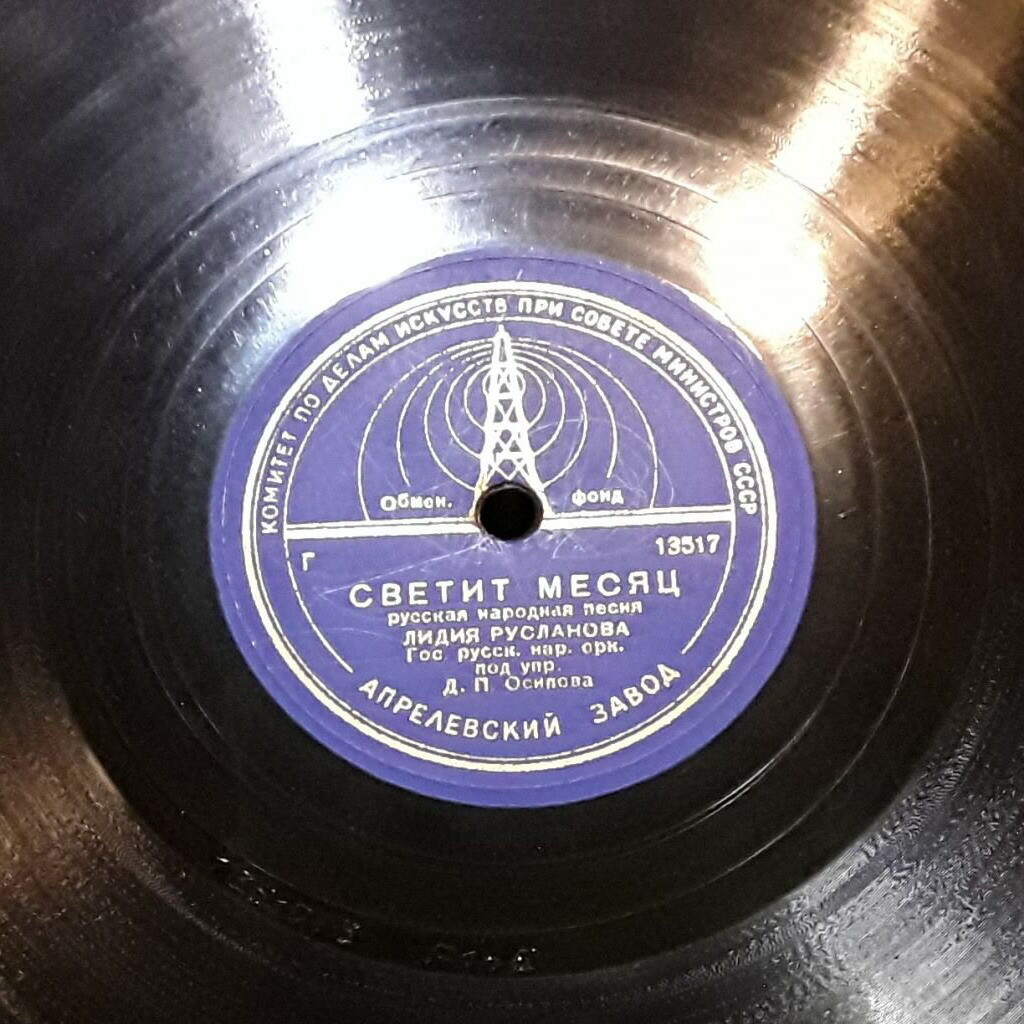 КОМИТЕТ ПО ДЕЛАМ ИСКУССТВ ПРИ СОВЕТЕ МИНИСТРОВ СССР
Обмен. фонд
Г 13517
СВЕТИТ МЕСЯЦ
русская народная песня
ЛИДИЯ РУСЛАНОВА
Гос русск. нар. орк.
под упр.
Д. П. Осипова
АПРЕЛЕВСКИЙ ЗАВОД